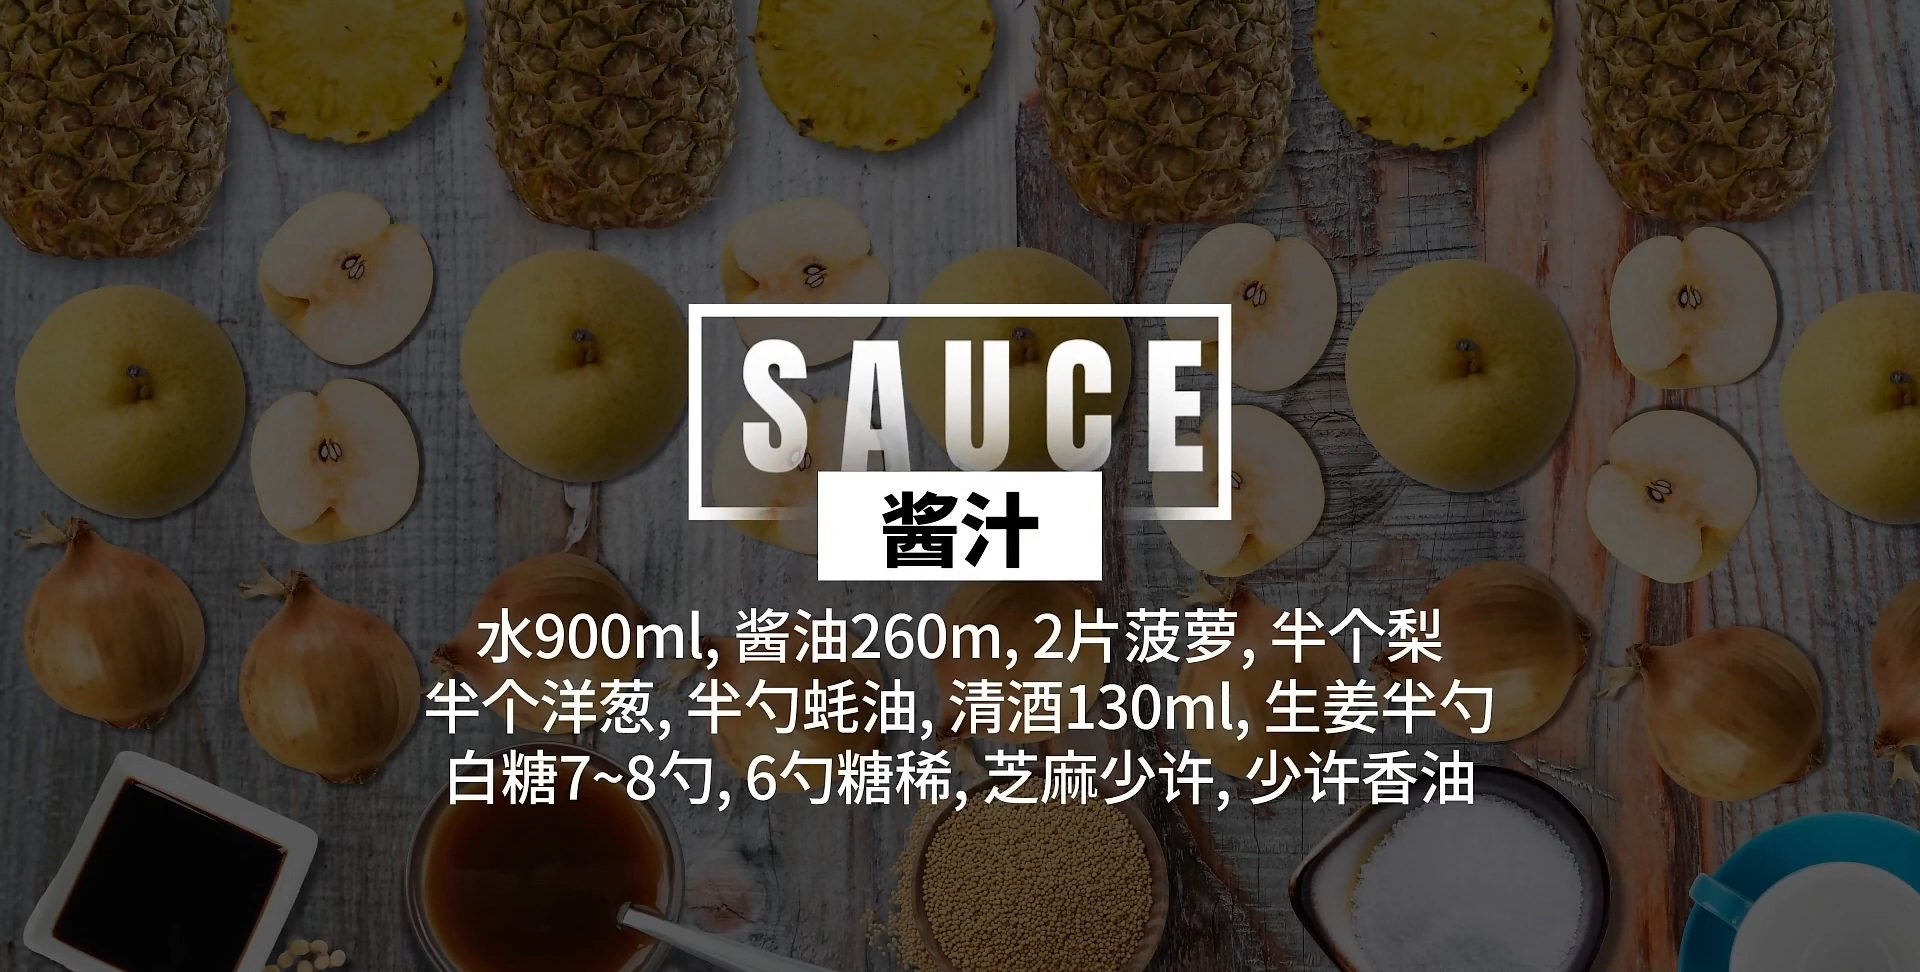 SAUCE
酱汁
水900ml, 酱油260m, 2片菠萝, 半个梨
半个洋葱, 半勺蚝油, 清酒130ml, 生姜半勺
白糖7~8勺, 6勺糖稀, 芝麻少许, 少许香油